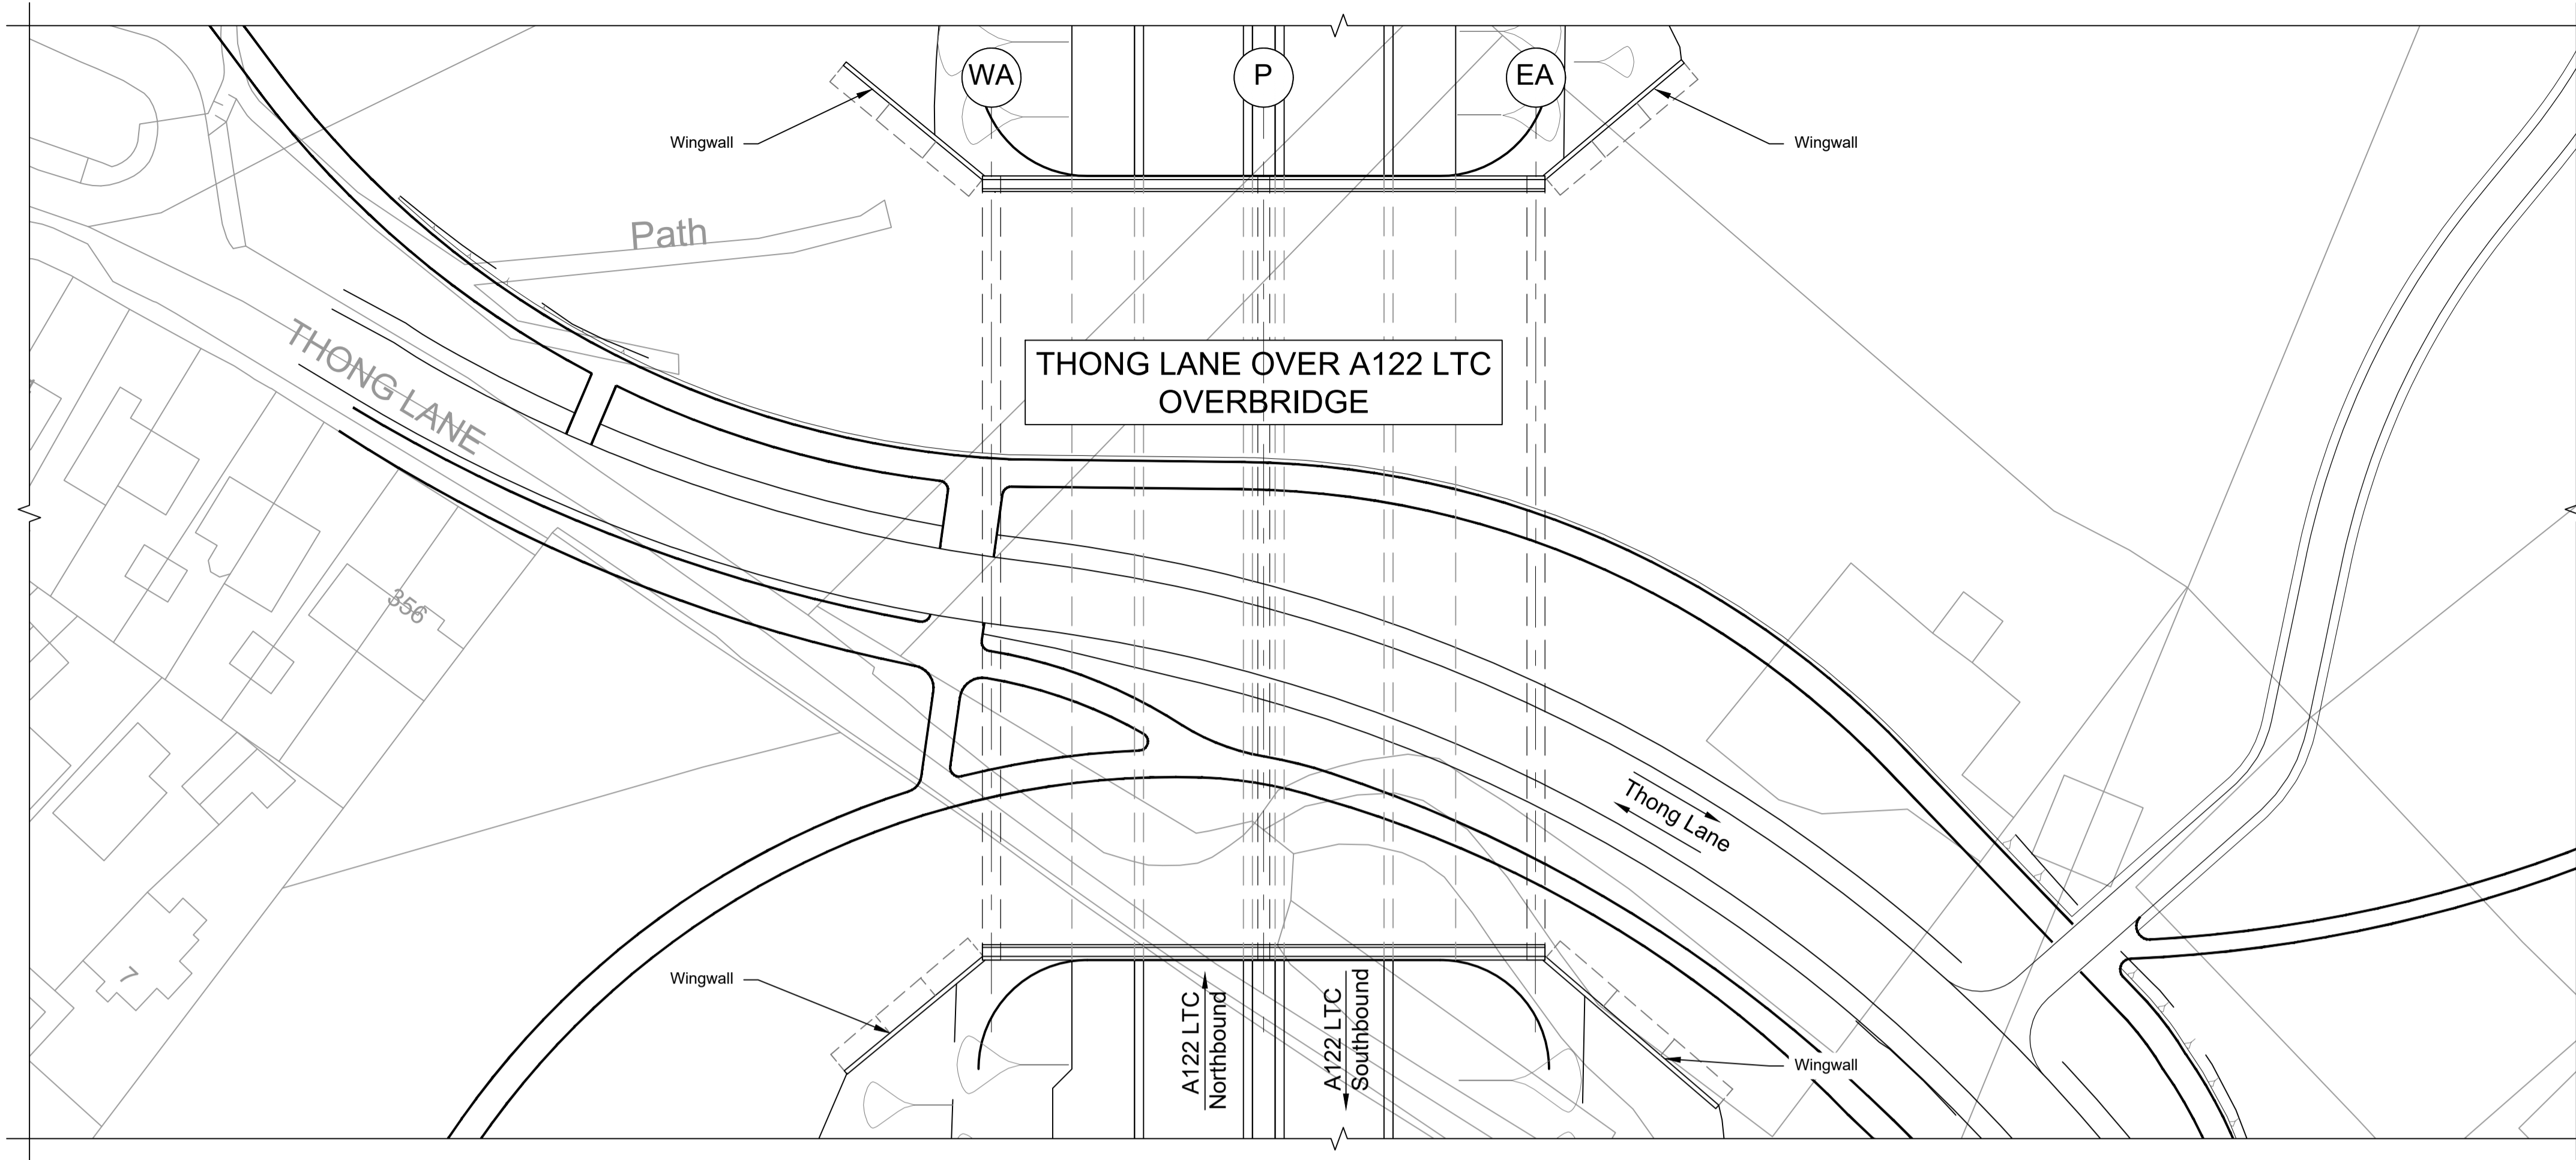 WA
P
EA
Wingwall
Wingwall
Path
THONG LANE
THONG LANE OVER A122 LTC
OVERBRIDGE
356
Thong Lane
7
Wingwall
A122 LTC
Northbound
A122 LTC
Southbound
Wingwall